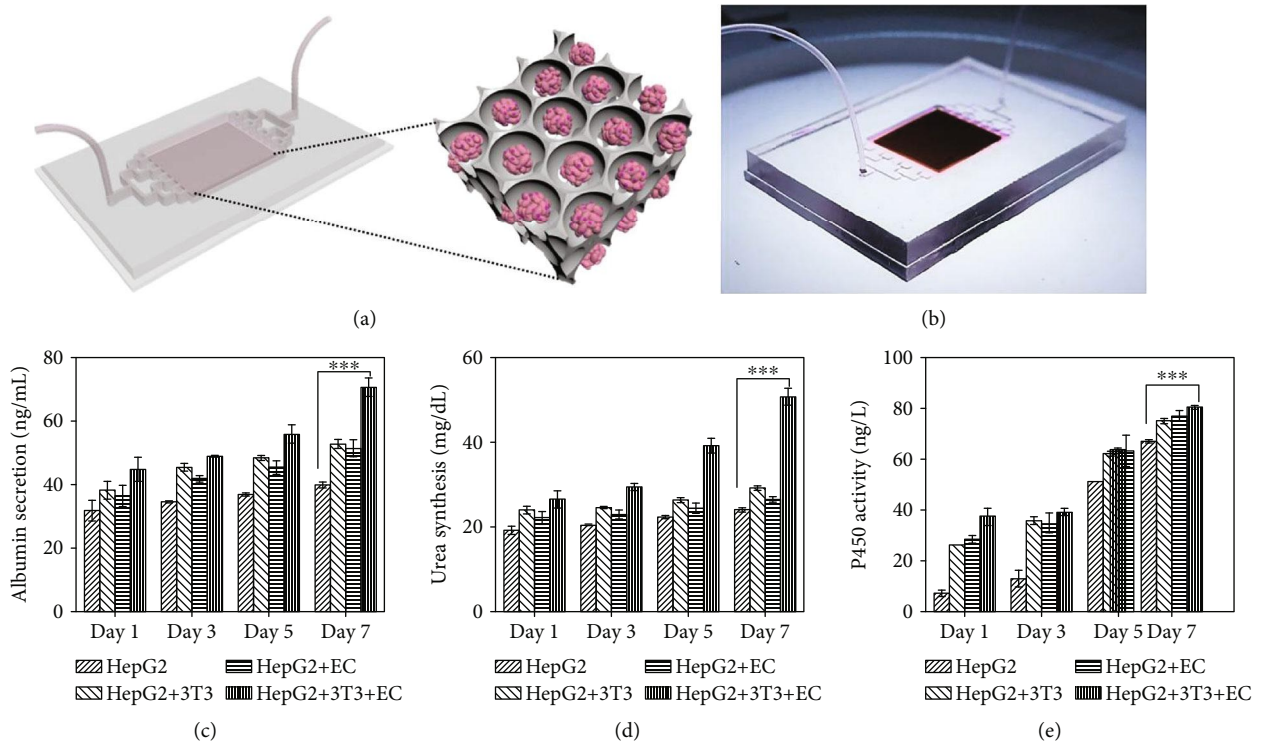 (a)
(b)
Albumin secretion (ng/mL)
80
60
40
20
0
***
Day 1 Day 3 Day 5 Day 7
HepG2 HepG2+EC
HepG2+3T3 HepG2+3T3+EC
(c)
Urea synthesis (mg/dL)
60
40
20
0
***
Day 1 Day 3 Day 5 Day 7
HepG2 HepG2+EC
HepG2+3T3 HepG2+3T3+EC
(d)
P450 activity (ng/L)
100
80
60
40
20
0
***
Day 1 Day 3 Day 5 Day 7
HepG2 HepG2+EC
HepG2+3T3 HepG2+3T3+EC
(e)